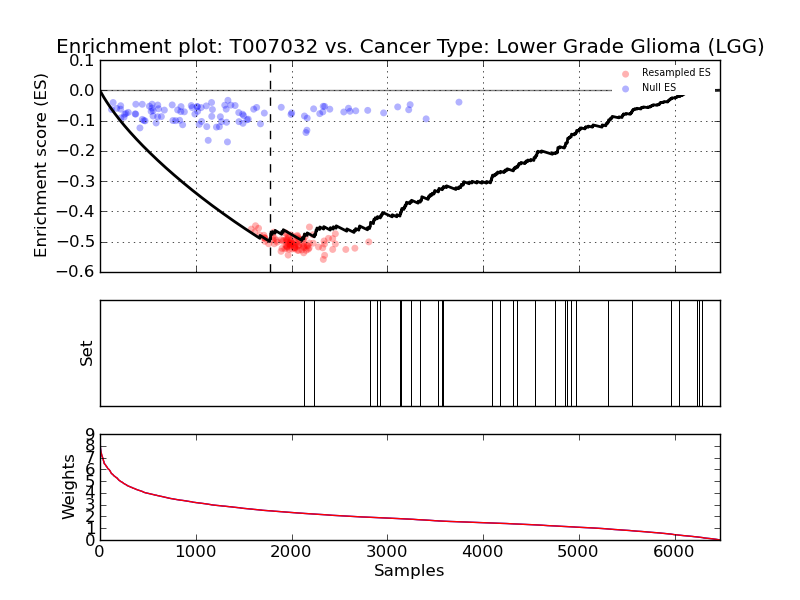 Enrichment plot: T007032 vs. Cancer Type: Lower Grade Glioma (LGG)
Enrichment score (ES)
0.1
0.0
−0.1
−0.2
−0.3
−0.4
−0.5
−0.6
Resampled ES
Null ES
Set
Weights
9
8
7
6
5
4
3
2
1
0
0 1000 2000 3000 4000 5000 6000
Samples